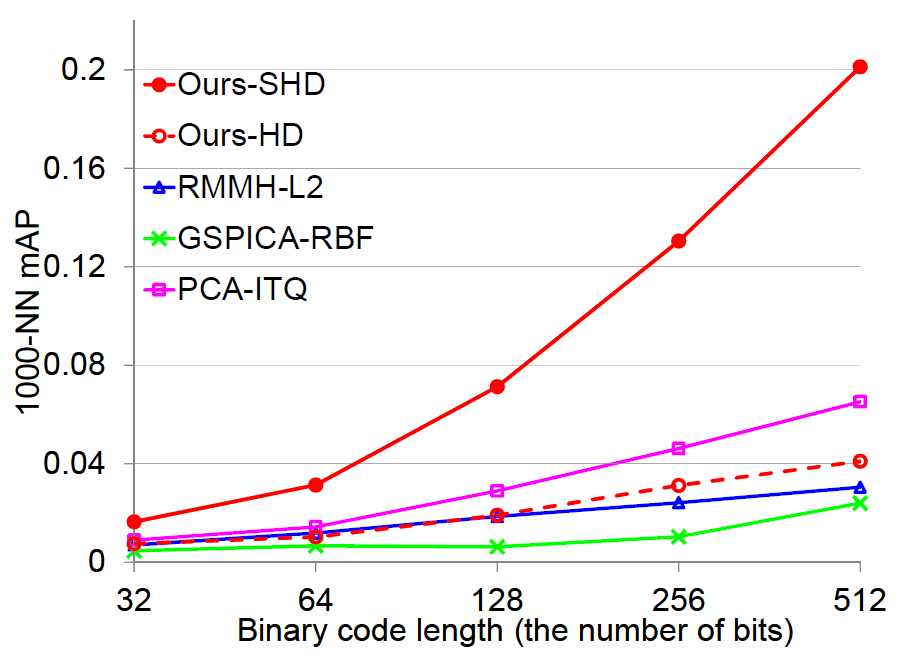 1000-NN mAP
0.2
0.16
0.12
0.08
0.04
0
Ours-SHD
Ours-HD
RMMH-L2
GSPICA-RBF
PCA-ITQ
32 64 128 256 512
Binary code length (the number of bits)